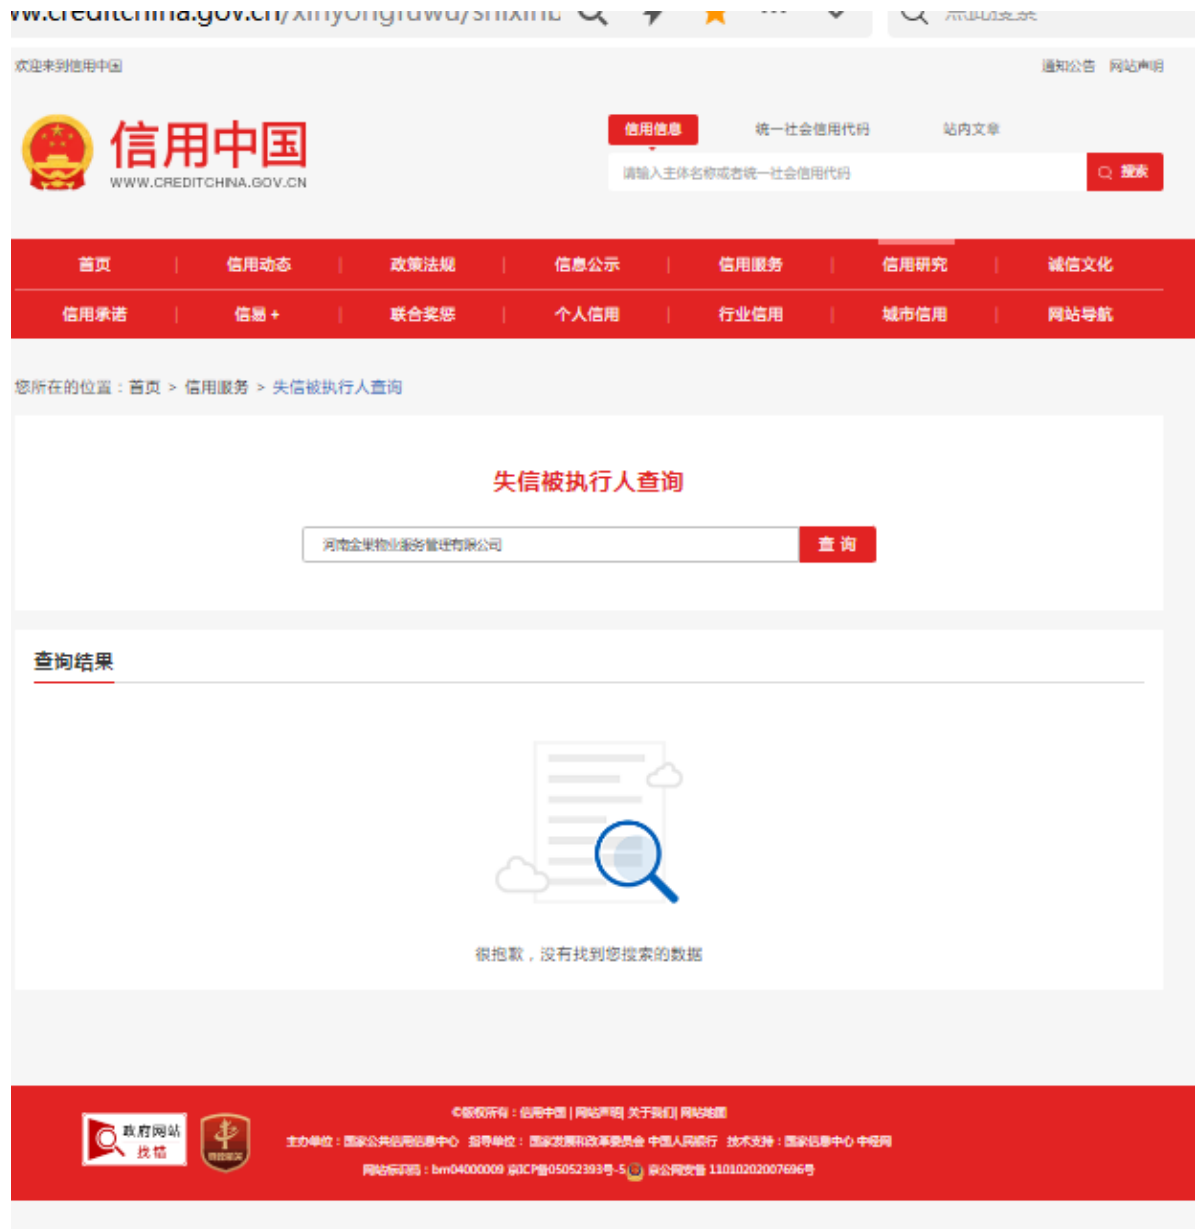 欢迎来到信用中国
通知公告 网站声明
信用中国
WWW.CREDITCHINA.GOV.CN
信用信息 统一社会信用代码 站内文章
请输入主体名称或者统一社会信用代码
搜索
首页 | 信用动态 | 政策法规 | 信息公示 | 信用服务 | 信用研究 | 诚信文化
信用承诺 | 信易+ | 联合奖惩 | 个人信用 | 行业信用 | 城市信用 | 网站导航
您所在的位置：首页 > 信用服务 > 失信被执行人查询
失信被执行人查询
河南金果物业服务管理有限公司
查询
查询结果
很抱歉，没有找到您搜索的数据
©版权所有：信用中国 | 网站声明| 关于我们| 网站地图
政府网站
找错
主办单位：国家公共信用信息中心 指导单位：国家发展和改革委员会 中国人民银行 技术支持：国家信息中心 中经网
网站标识码：bm04000009 京ICP备05052393号-5 京公网安备 11010202007696号